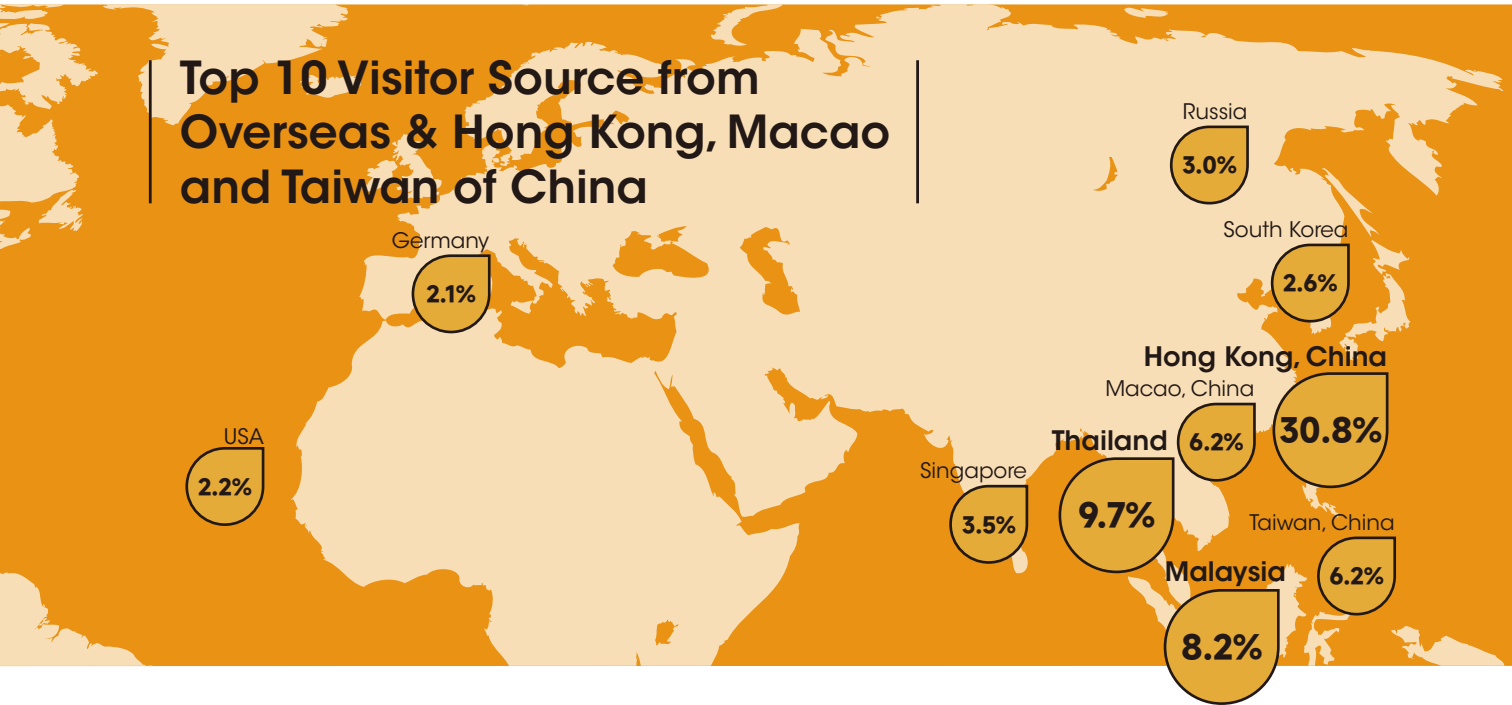 Top 10 Visitor Source from
Overseas & Hong Kong, Macao
and Taiwan of China
Russia
3.0%
South Korea
2.6%
Germany
2.1%
Hong Kong, China
30.8%
Macao, China
6.2%
USA
2.2%
Thailand
9.7%
Singapore
3.5%
Taiwan, China
6.2%
Malaysia
8.2%